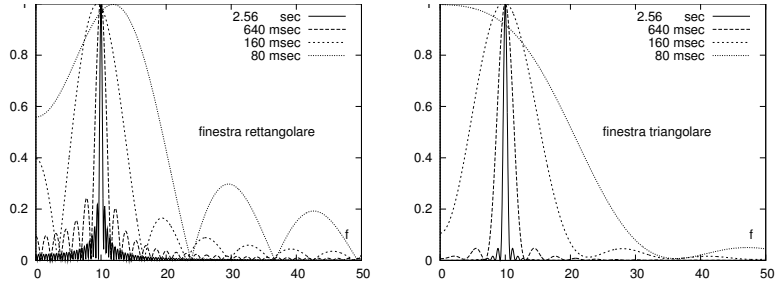 1
0.8
0.6
0.4
0.2
0
0 10 20 30 40 50
2.56 sec
640 msec
160 msec
80 msec
finestra rettangolare
f
1
0.8
0.6
0.4
0.2
0
0 10 20 30 40 50
2.56 sec
640 msec
160 msec
80 msec
finestra triangolare
f